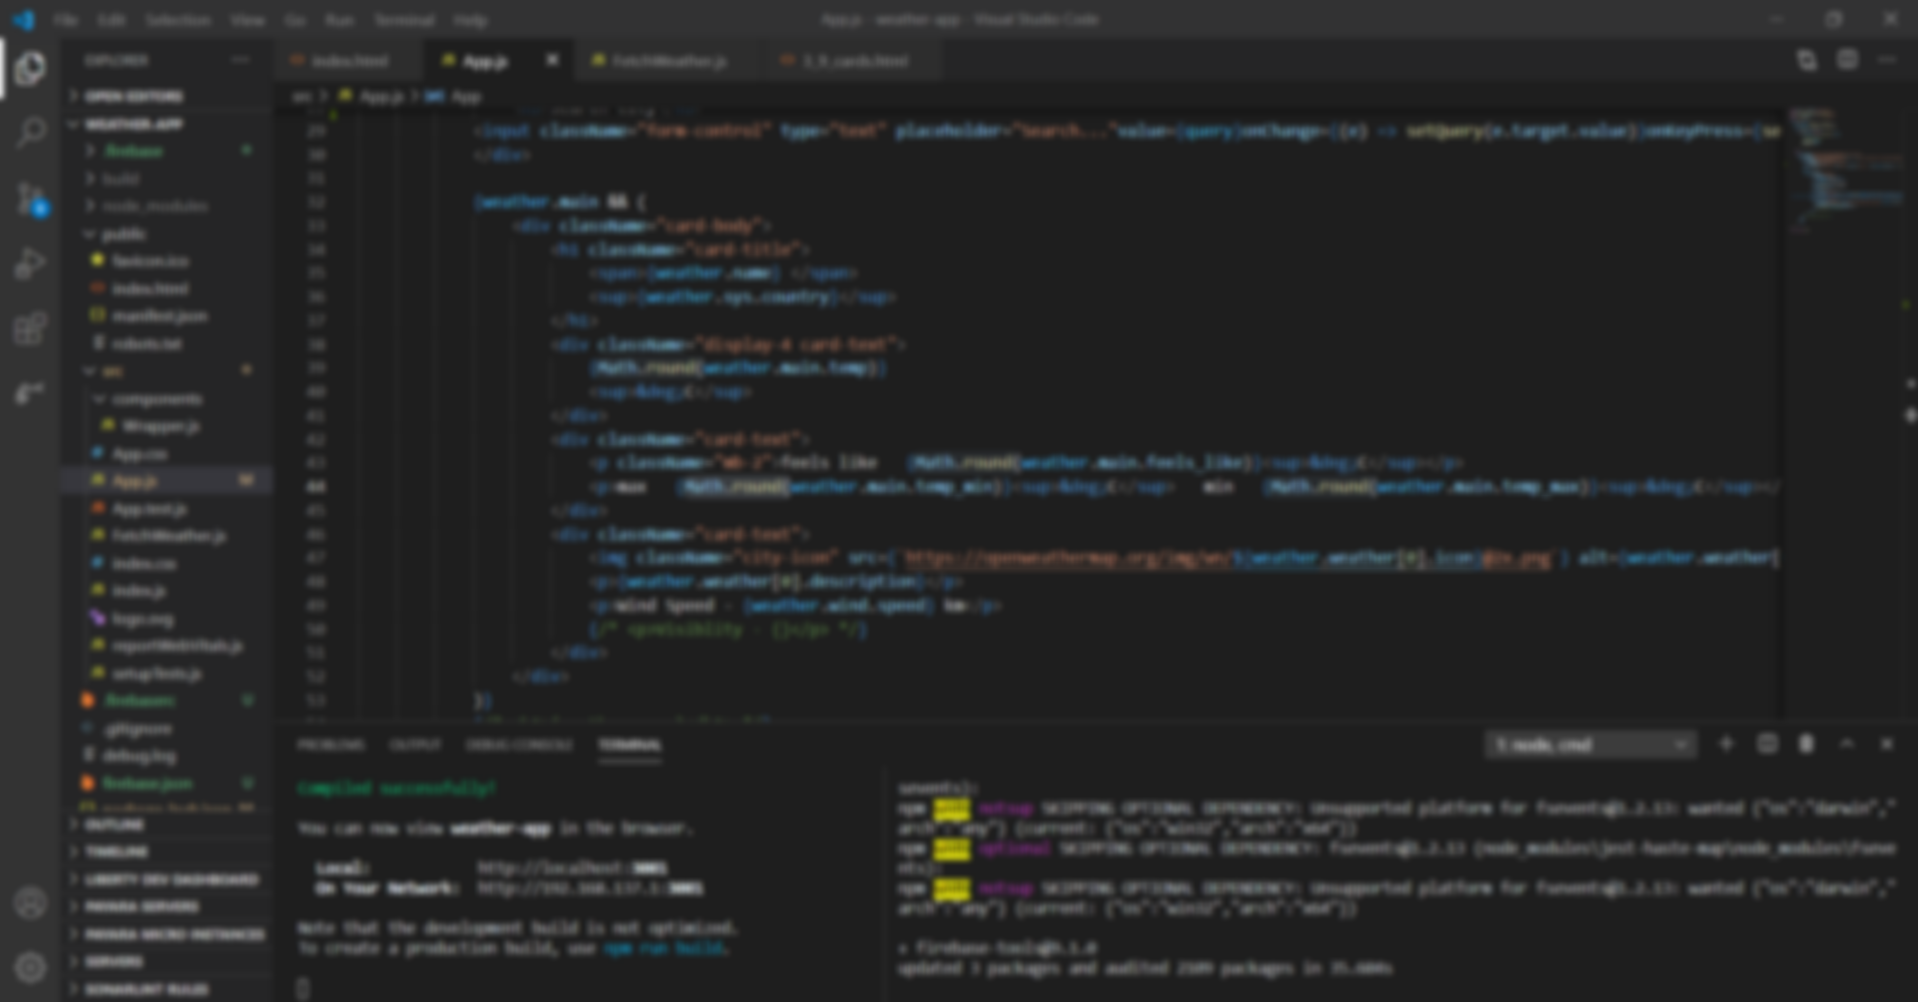 File Edit Selection View Go Run Terminal Help
App.js - weather-app - Visual Studio Code
EXPLORER
index.html
App.js
FetchWeather.js
3_9_cards.html
OPEN EDITORS
WEATHER-APP
.firebase
build
node_modules
public
favicon.ico
index.html
manifest.json
robots.txt
src
components
Wrapper.js
App.css
App.js M
App.test.js
FetchWeather.js
index.css
index.js
logo.svg
reportWebVitals.js
setupTests.js
.firebaserc U
.gitignore
debug.log
firebase.json U
OUTLINE
TIMELINE
LIBERTY DEV DASHBOARD
PAYARA SERVERS
PAYARA MICRO INSTANCES
SERVERS
SONARLINT RULES
src > App.js > App
29 <input className="form-control" type="text" placeholder="Search..."value={query}onChange={(e) => setQuery(e.target.value)}onKeyPress={se
30 </div>
31
32 {weather.main && (
33 <div className="card-body">
34 <h1 className="card-title">
35 <span>{weather.name} </span>
36 <sup>{weather.sys.country}</sup>
37 </h1>
38 <div className="display-4 card-text">
39 {Math.round(weather.main.temp)}
40 <sup>&deg;C</sup>
41 </div>
42 <div className="card-text">
43 <p className="mb-2">feels like {Math.round(weather.main.feels_like)}<sup>&deg;C</sup></p>
44 <p>max {Math.round(weather.main.temp_min)}<sup>&deg;C</sup> min {Math.round(weather.main.temp_max)}<sup>&deg;C</sup></
45 </div>
46 <div className="card-text">
47 <img className="city-icon" src={`https://openweathermap.org/img/wn/${weather.weather[0].icon}@2x.png`} alt={weather.weather[
48 <p>{weather.weather[0].description}</p>
49 <p>Wind Speed - {weather.wind.speed} km</p>
50 {/* <p>Visiblity - {}</p> */}
51 </div>
52 </div>
53 )}
PROBLEMS OUTPUT DEBUG CONSOLE TERMINAL
1: node, cmd
Compiled successfully!
You can now view weather-app in the browser.
Local: http://localhost:3001
On Your Network: http://192.168.137.1:3001
Note that the development build is not optimized.
To create a production build, use npm run build.
sevents):
npm notsup SKIPPING OPTIONAL DEPENDENCY: Unsupported platform for fsevents@1.2.13: wanted {"os":"darwin","
arch":"any"} (current: {"os":"win32","arch":"x64"})
npm optional SKIPPING OPTIONAL DEPENDENCY: fsevents@1.2.13 (node_modules\jest-haste-map\node_modules\fseve
nts):
npm notsup SKIPPING OPTIONAL DEPENDENCY: Unsupported platform for fsevents@1.2.13: wanted {"os":"darwin","
arch":"any"} (current: {"os":"win32","arch":"x64"})
+ firebase-tools@9.1.0
updated 3 packages and audited 2109 packages in